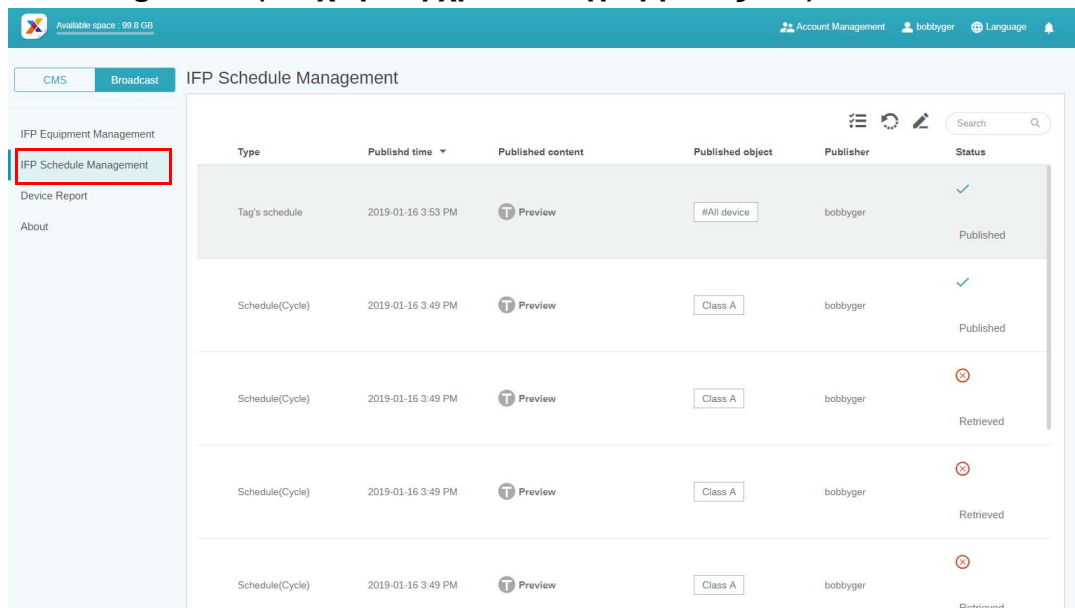 Available space : 99.8 GB
Account Management bobbyger Language
CMS Broadcast IFP Schedule Management
IFP Equipment Management
IFP Schedule Management
Device Report
About
Search
Type Publishd time Published content Published object Publisher Status
Tag's schedule 2019-01-16 3:53 PM T Preview #All device bobbyger Published
Schedule(Cycle) 2019-01-16 3:49 PM T Preview Class A bobbyger Published
Schedule(Cycle) 2019-01-16 3:49 PM T Preview Class A bobbyger Retrieved
Schedule(Cycle) 2019-01-16 3:49 PM T Preview Class A bobbyger Retrieved
Schedule(Cycle) 2019-01-16 3:49 PM T Preview Class A bobbyger